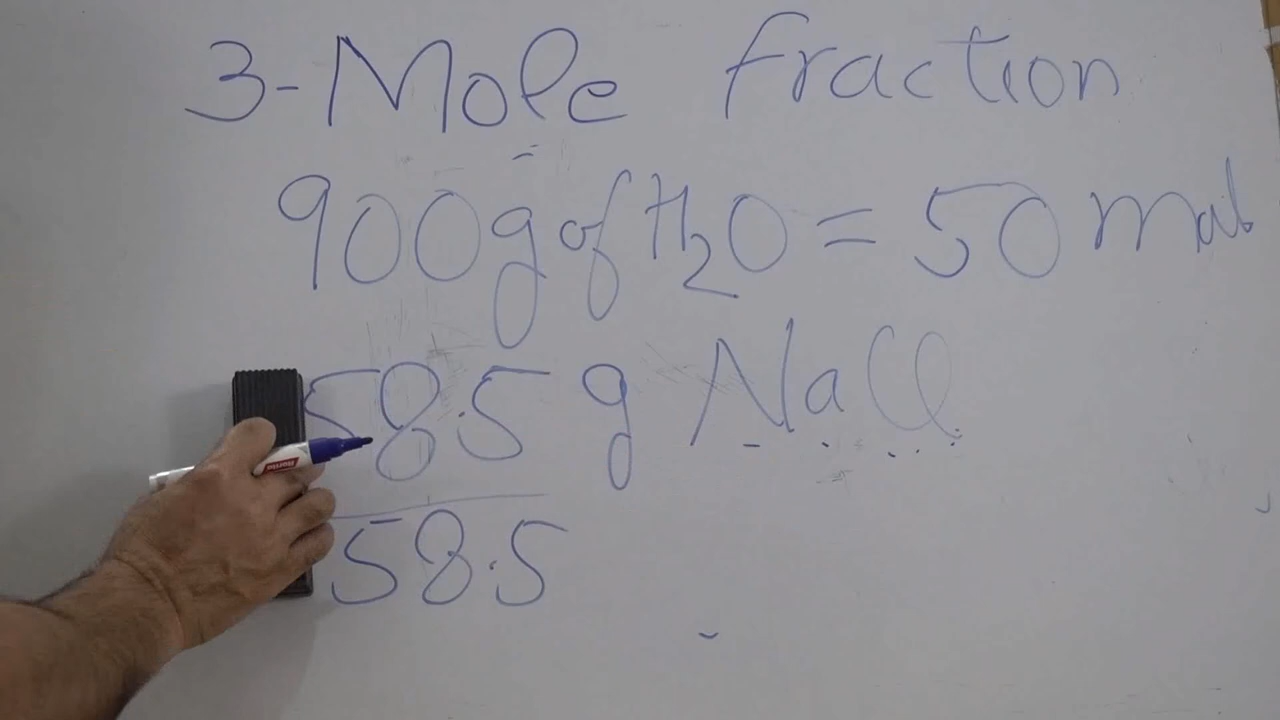 3-Mole fraction
900g of H₂O = 50 mol
58.5 g NaCl
58.5